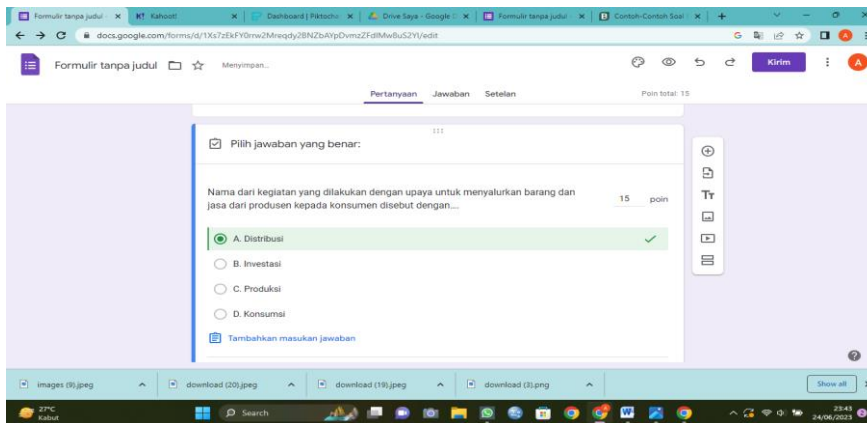 Formulir tanpa judul
Kahoot!
Dashboard | Piktocha
Drive Saya - Google D
Formulir tanpa judul
Contoh-Contoh Soal
docs.google.com/forms/d/1Xs7zEkFY0rrw2Mreqdy2BNZbAYpDvmzZFdlMw8uS2YI/edit
Formulir tanpa judul
Menyimpan...
Kirim
A
Pertanyaan Jawaban Setelan
Poin total: 15
Pilih jawaban yang benar:
Nama dari kegiatan yang dilakukan dengan upaya untuk menyalurkan barang dan
jasa dari produsen kepada konsumen disebut dengan....
15 poin
A. Distribusi
B. Investasi
C. Produksi
D. Konsumsi
Tambahkan masukan jawaban
images (9).jpeg
download (20).jpeg
download (19).jpeg
download (3).png
Show all
27°C
Kabut
Search
23:43
24/06/2023